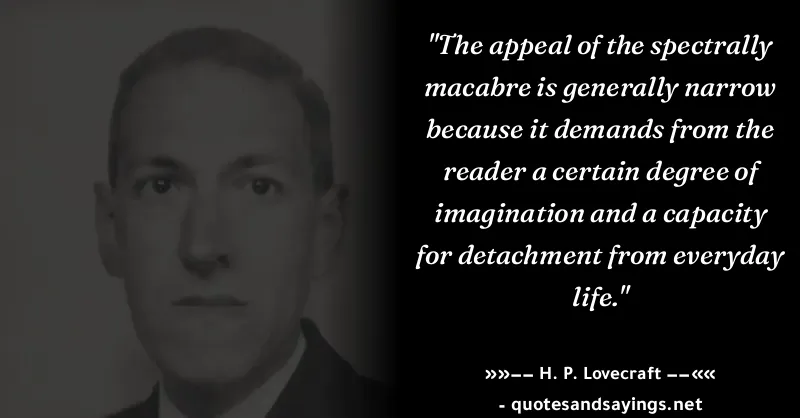 "The appeal of the spectrally
macabre is generally narrow
because it demands from the
reader a certain degree of
imagination and a capacity
for detachment from everyday
life."
»»−− H. P. Lovecraft −−««
- quotesandsayings.net